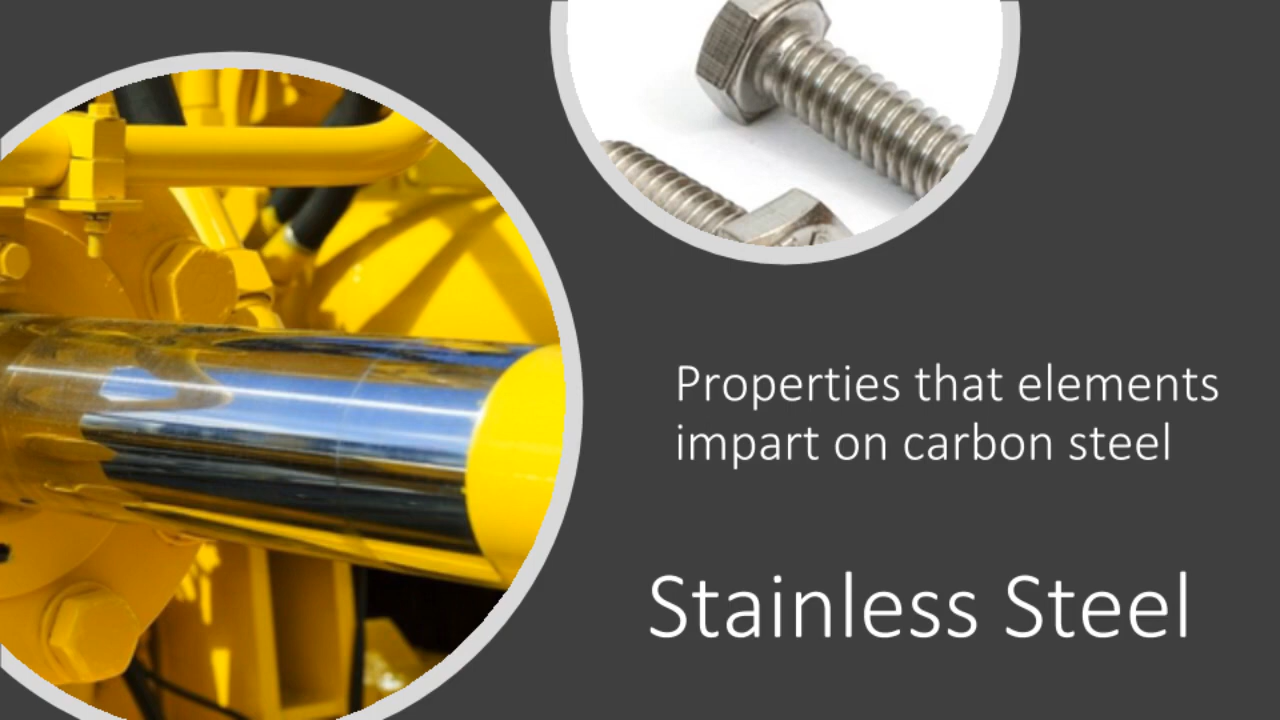 Properties that elements
impart on carbon steel
Stainless Steel